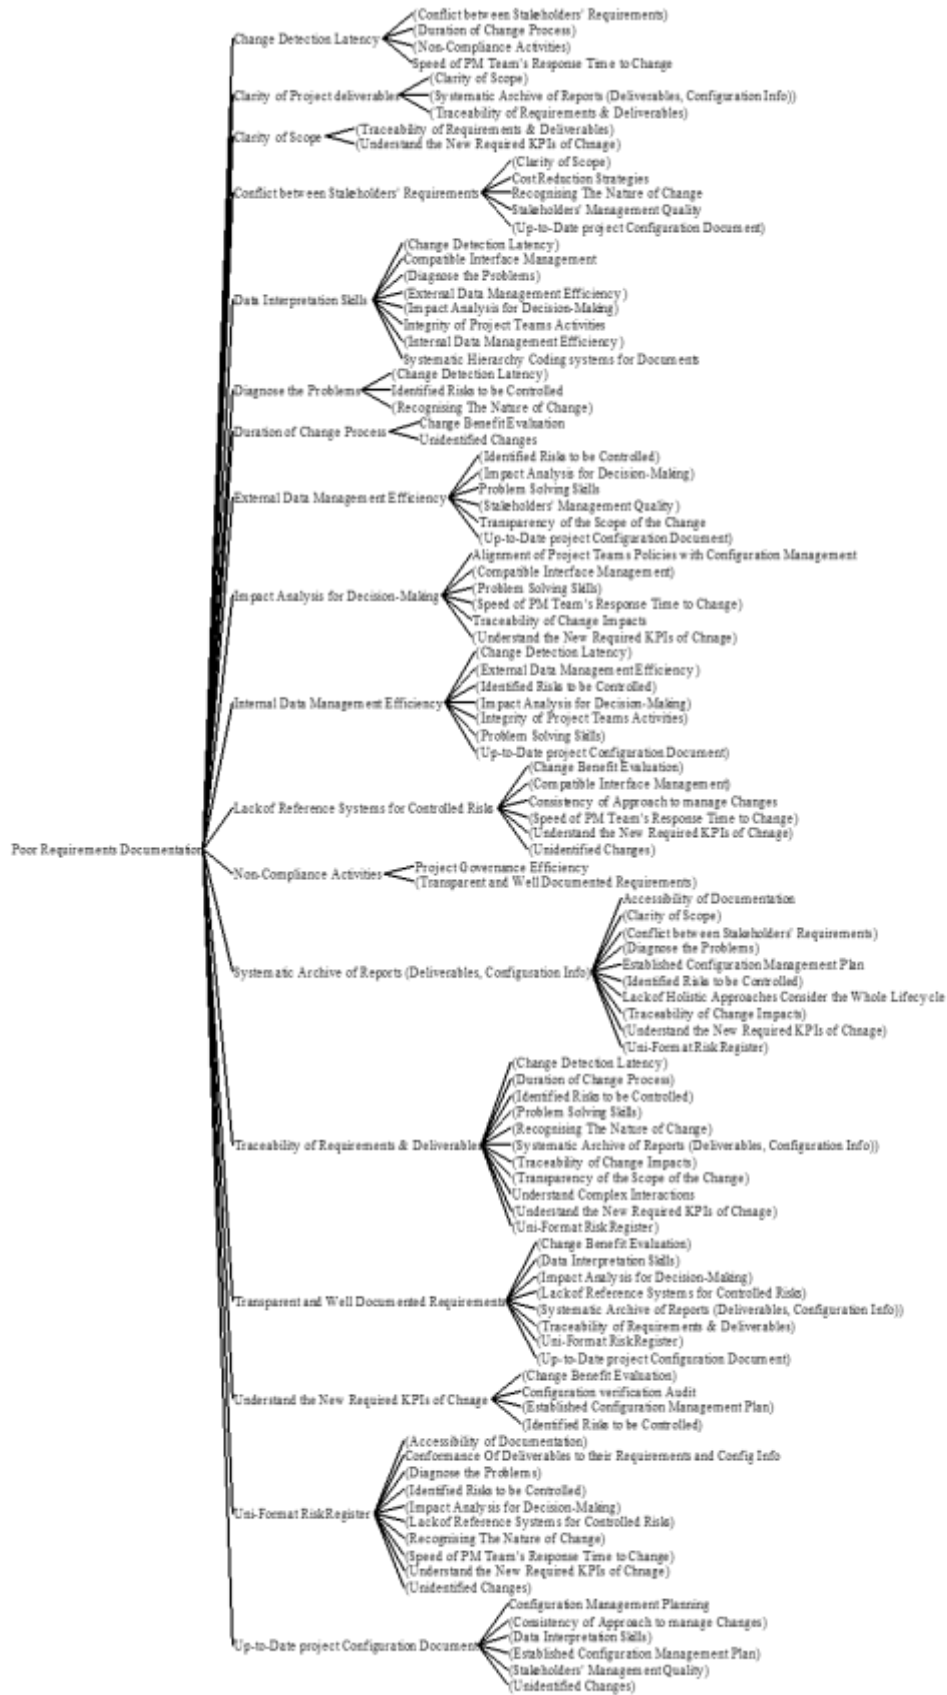 (Conflict between Stakeholders' Requirements)
(Duration of Change Process)
Change Detection Latency
(Non-Compliance Activities)
Speed of PM Team's Response Time to Change
(Clarity of Scope)
Clarity of Project deliverables
(Systematic Archive of Reports (Deliverables, Configuration Info))
(Traceability of Requirements & Deliverables)
(Traceability of Requirements & Deliverables)
Clarity of Scope
(Understand the New Required KPIs of Chnage)
(Clarity of Scope)
Cost Reduction Strategies
Conflict between Stakeholders' Requirements
Recognising The Nature of Change
Stakeholders' Management Quality
(Up-to-Date project Configuration Document)
(Change Detection Latency)
Compatible Interface Management
(Diagnose the Problems)
(External Data Management Efficiency)
Data Interpretation Skills
(Impact Analysis for Decision-Making)
Integrity of Project Teams Activities
(Internal Data Management Efficiency)
Systematic Hierarchy Coding systems for Documents
(Change Detection Latency)
Diagnose the Problems
Identified Risks to be Controlled
(Recognising The Nature of Change)
Change Benefit Evaluation
Duration of Change Process
Unidentified Changes
(Identified Risks to be Controlled)
(Impact Analysis for Decision-Making)
Problem Solving Skills
External Data Management Efficiency
(Stakeholders' Management Quality)
Transparency of the Scope of the Change
(Up-to-Date project Configuration Document)
Alignment of Project Teams Policies with Configuration Management
(Compatible Interface Management)
(Problem Solving Skills)
Impact Analysis for Decision-Making
(Speed of PM Team's Response Time to Change)
Traceability of Change Impacts
(Understand the New Required KPIs of Chnage)
(Change Detection Latency)
(External Data Management Efficiency)
(Identified Risks to be Controlled)
Internal Data Management Efficiency
(Impact Analysis for Decision-Making)
(Integrity of Project Teams Activities)
(Problem Solving Skills)
(Up-to-Date project Configuration Document)
(Change Benefit Evaluation)
(Compatible Interface Management)
Consistency of Approach to manage Changes
Lack of Reference Systems for Controlled Risks
(Speed of PM Team's Response Time to Change)
(Understand the New Required KPIs of Chnage)
(Unidentified Changes)
Poor Requirements Documentation
Project Governance Efficiency
Non-Compliance Activities
(Transparent and Well Documented Requirements)
Accessibility of Documentation
(Clarity of Scope)
(Conflict between Stakeholders' Requirements)
(Diagnose the Problems)
Established Configuration Management Plan
Systematic Archive of Reports (Deliverables, Configuration Info)
(Identified Risks to be Controlled)
Lack of Holistic Approaches Consider the Whole Lifecycle
(Traceability of Change Impacts)
(Understand the New Required KPIs of Chnage)
(Uni-Format Risk Register)
(Change Detection Latency)
(Duration of Change Process)
(Identified Risks to be Controlled)
(Problem Solving Skills)
(Recognising The Nature of Change)
Traceability of Requirements & Deliverables
(Systematic Archive of Reports (Deliverables, Configuration Info))
(Traceability of Change Impacts)
(Transparency of the Scope of the Change)
Understand Complex Interactions
(Understand the New Required KPIs of Chnage)
(Uni-Format Risk Register)
(Change Benefit Evaluation)
(Data Interpretation Skills)
(Impact Analysis for Decision-Making)
(Lack of Reference Systems for Controlled Risks)
Transparent and Well Documented Requirements
(Systematic Archive of Reports (Deliverables, Configuration Info))
(Traceability of Requirements & Deliverables)
(Uni-Format Risk Register)
(Up-to-Date project Configuration Document)
(Change Benefit Evaluation)
Configuration verification Audit
Understand the New Required KPIs of Chnage
(Established Configuration Management Plan)
(Identified Risks to be Controlled)
(Accessibility of Documentation)
Conformance Of Deliverables to their Requirements and Config Info
(Diagnose the Problems)
(Identified Risks to be Controlled)
(Impact Analysis for Decision-Making)
Uni-Format Risk Register
(Lack of Reference Systems for Controlled Risks)
(Recognising The Nature of Change)
(Speed of PM Team's Response Time to Change)
(Understand the New Required KPIs of Chnage)
(Unidentified Changes)
Configuration Management Planning
(Consistency of Approach to manage Changes)
(Data Interpretation Skills)
Up-to-Date project Configuration Document
(Established Configuration Management Plan)
(Stakeholders' Management Quality)
(Unidentified Changes)